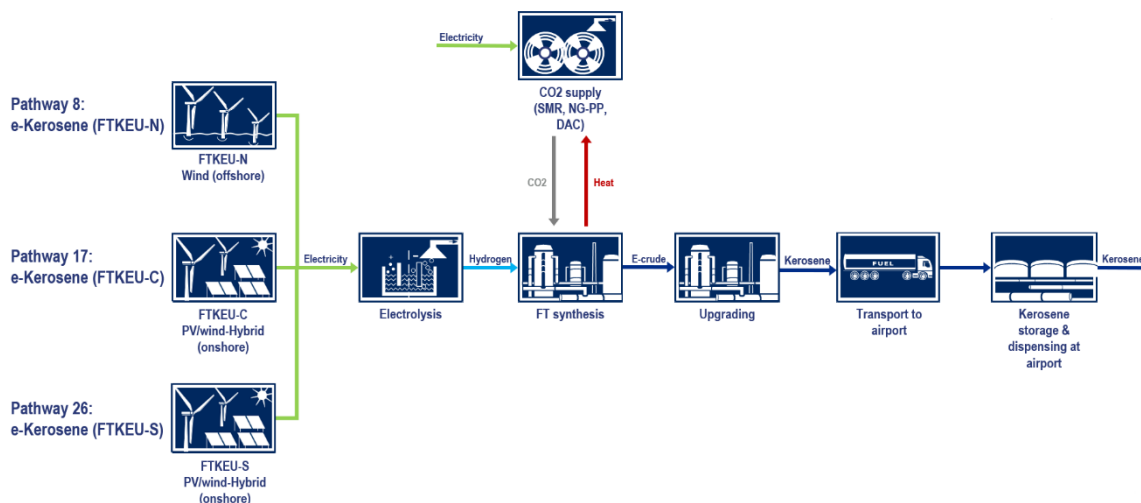 Electricity
CO2 supply
(SMR, NG-PP,
DAC)
Pathway 8:
e-Kerosene (FTKEU-N)
FTKEU-N
Wind (offshore)
CO2
Heat
Pathway 17:
e-Kerosene (FTKEU-C)
FTKEU-C
PV/wind-Hybrid
(onshore)
Electricity
Electrolysis
Hydrogen
FT synthesis
E-crude
Upgrading
Kerosene
FUEL
Transport to
airport
Kerosene
storage &
dispensing at
airport
Kerosene
Pathway 26:
e-Kerosene (FTKEU-S)
FTKEU-S
PV/wind-Hybrid
(onshore)